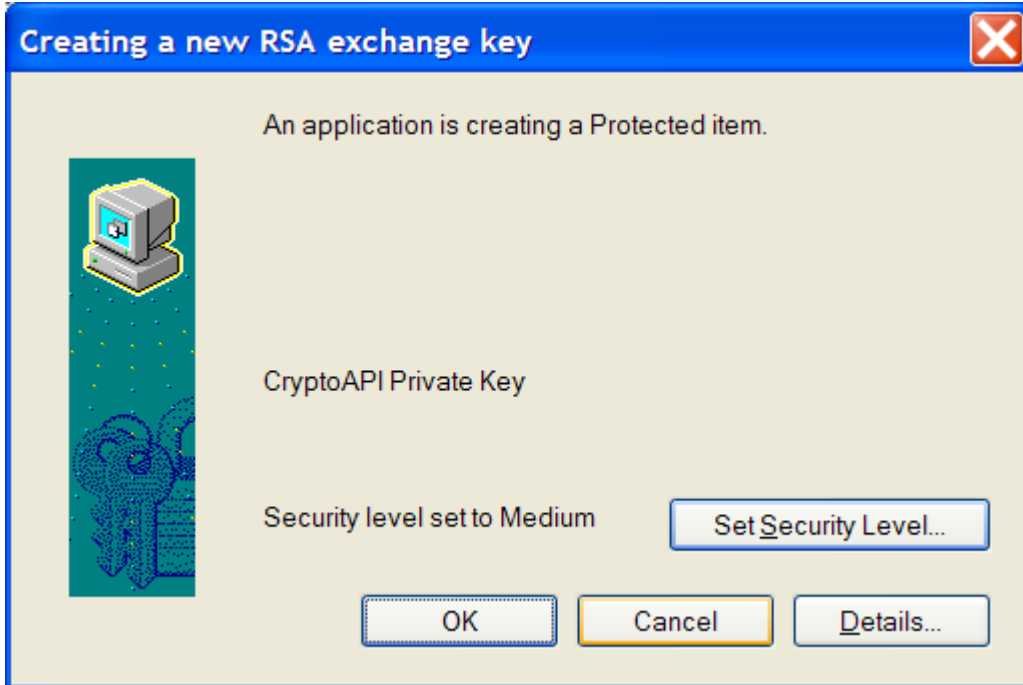 Creating a new RSA exchange key
An application is creating a Protected item.
CryptoAPI Private Key
Security level set to Medium
Set Security Level...
OK
Cancel
Details...